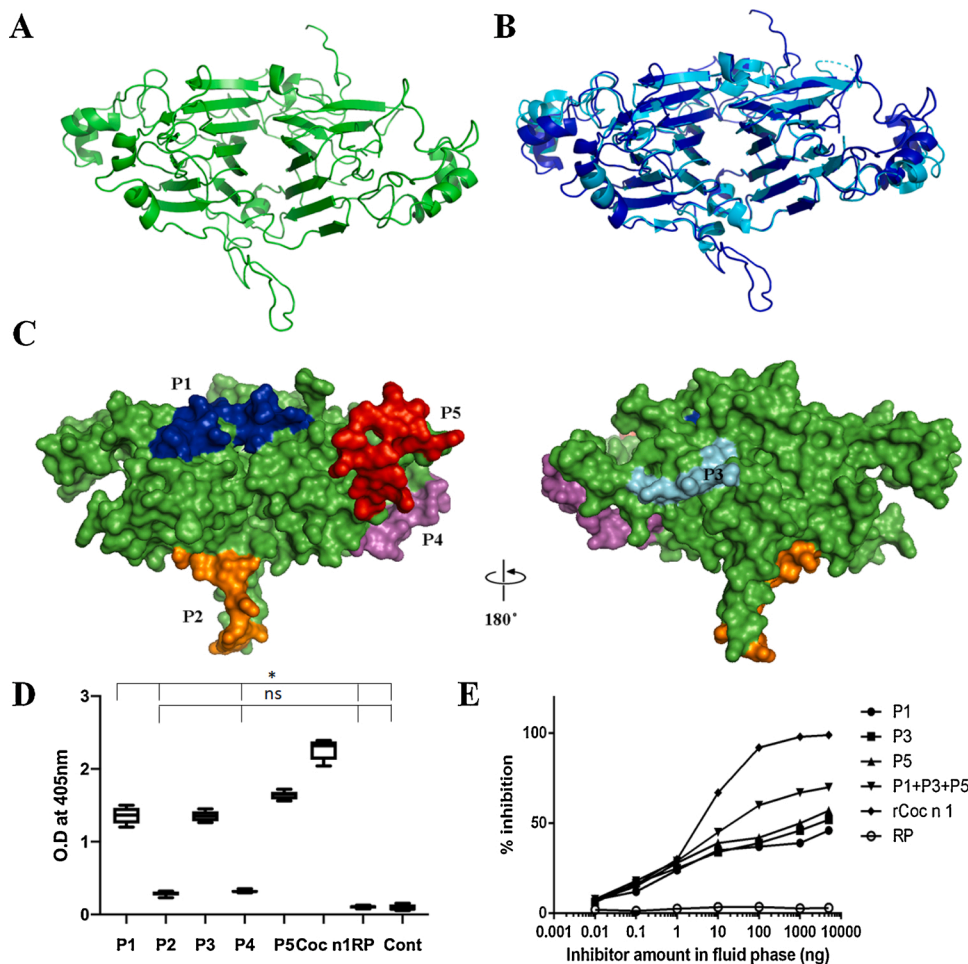 A
B
C
P1
P5
P4
P2
P3
180°
D
*
ns
3
2
1
0
O.D at 405nm
P1 P2 P3 P4 P5 Coc n1 RP Cont
E
100
50
0
% inhibition
0.001 0.01 0.1 1 10 100 1000 10000
Inhibitor amount in fluid phase (ng)
P1
P3
P5
P1+P3+P5
rCoc n 1
RP